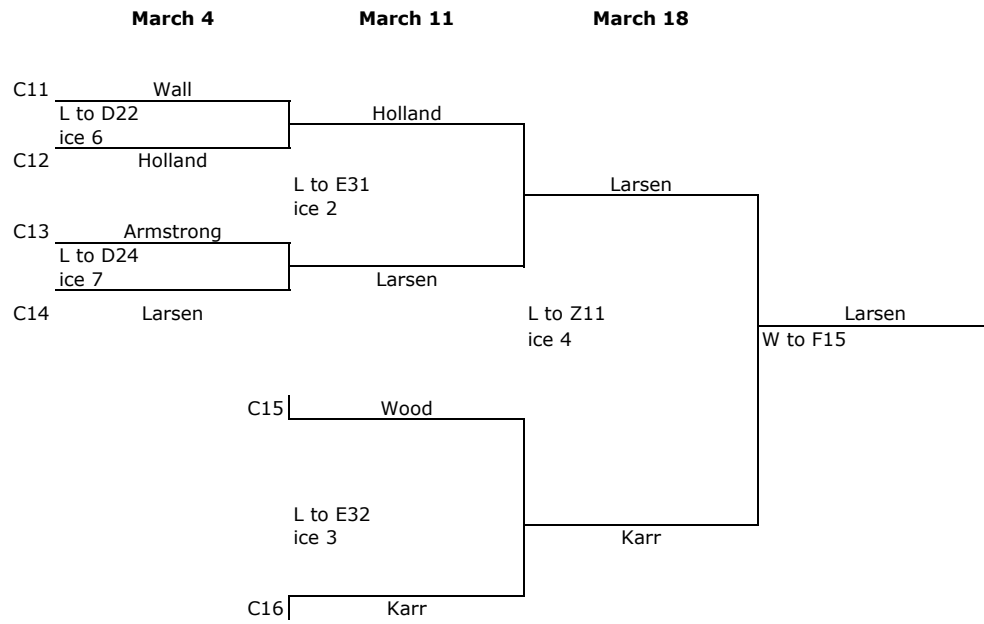 March 4 March 11 March 18
C11 Wall
L to D22 Holland
ice 6
C12 Holland
L to E31 Larsen
ice 2
C13 Armstrong
L to D24
ice 7 Larsen
C14 Larsen L to Z11 Larsen
ice 4 W to F15
C15 Wood
L to E32
ice 3 Karr
C16 Karr